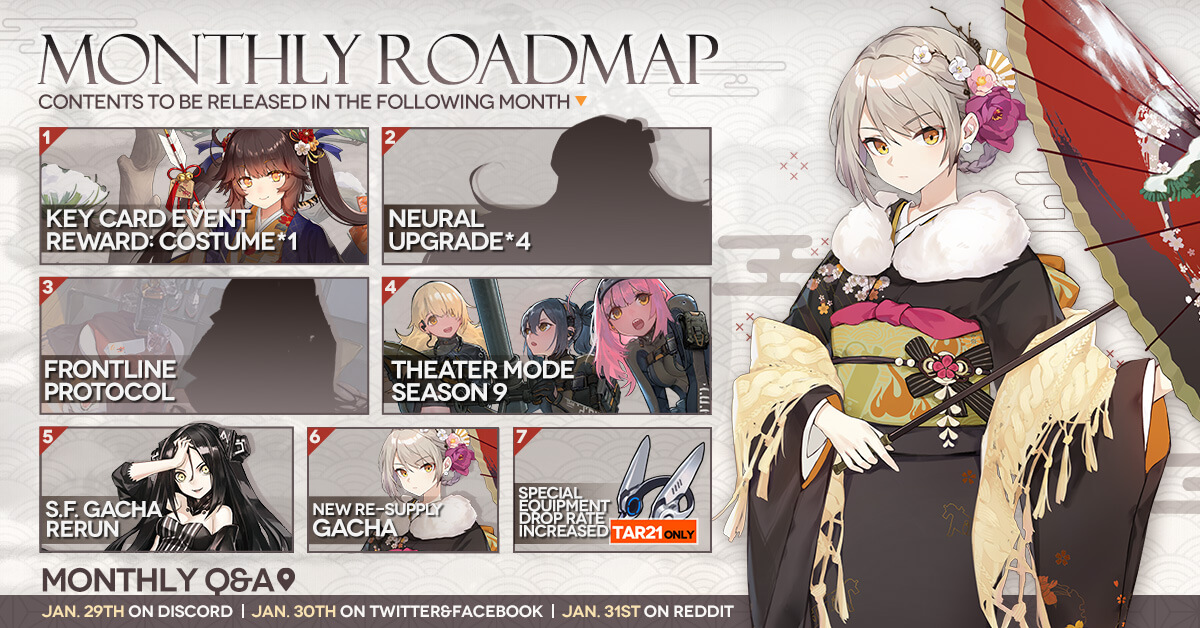 MONTHLY ROADMAP
CONTENTS TO BE RELEASED IN THE FOLLOWING MONTH
1
KEY CARD EVENT
REWARD: COSTUME*1
2
NEURAL
UPGRADE*4
3
FRONTLINE
PROTOCOL
4
THEATER MODE
SEASON 9
5
S.F. GACHA
RERUN
6
NEW RE-SUPPLY
GACHA
7
SPECIAL
EQUIPMENT
DROP RATE
INCREASED
TAR21 ONLY
MONTHLY Q&A
JAN. 29TH ON DISCORD | JAN. 30TH ON TWITTER&FACEBOOK | JAN. 31ST ON REDDIT